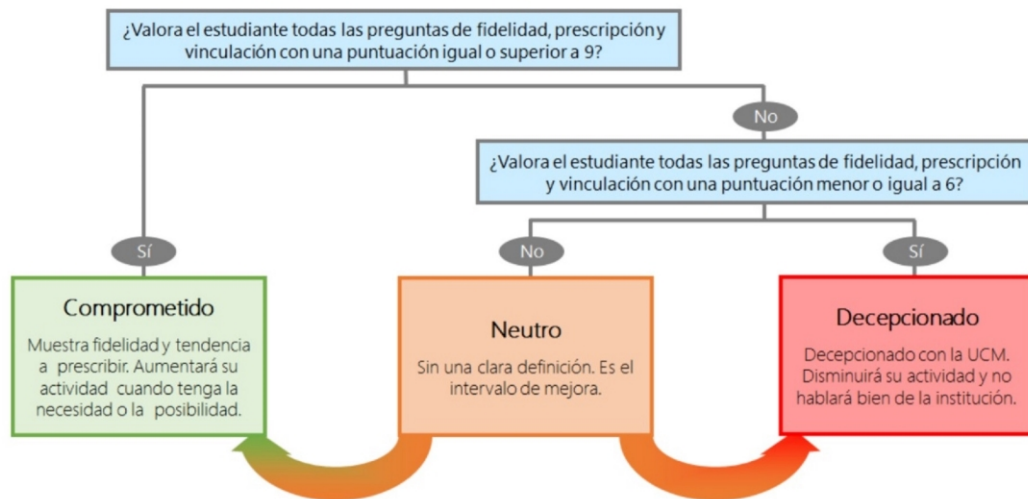 ¿Valora el estudiante todas las preguntas de fidelidad, prescripción y
vinculación con una puntuación igual o superior a 9?
No
¿Valora el estudiante todas las preguntas de fidelidad, prescripción
y vinculación con una puntuación menor o igual a 6?
Sí
No
Sí
Comprometido
Muestra fidelidad y tendencia
a prescribir. Aumentará su
actividad cuando tenga la
necesidad o la posibilidad.
Neutro
Sin una clara definición. Es el
intervalo de mejora.
Decepcionado
Decepcionado con la UCM.
Disminuirá su actividad y no
hablará bien de la institución.